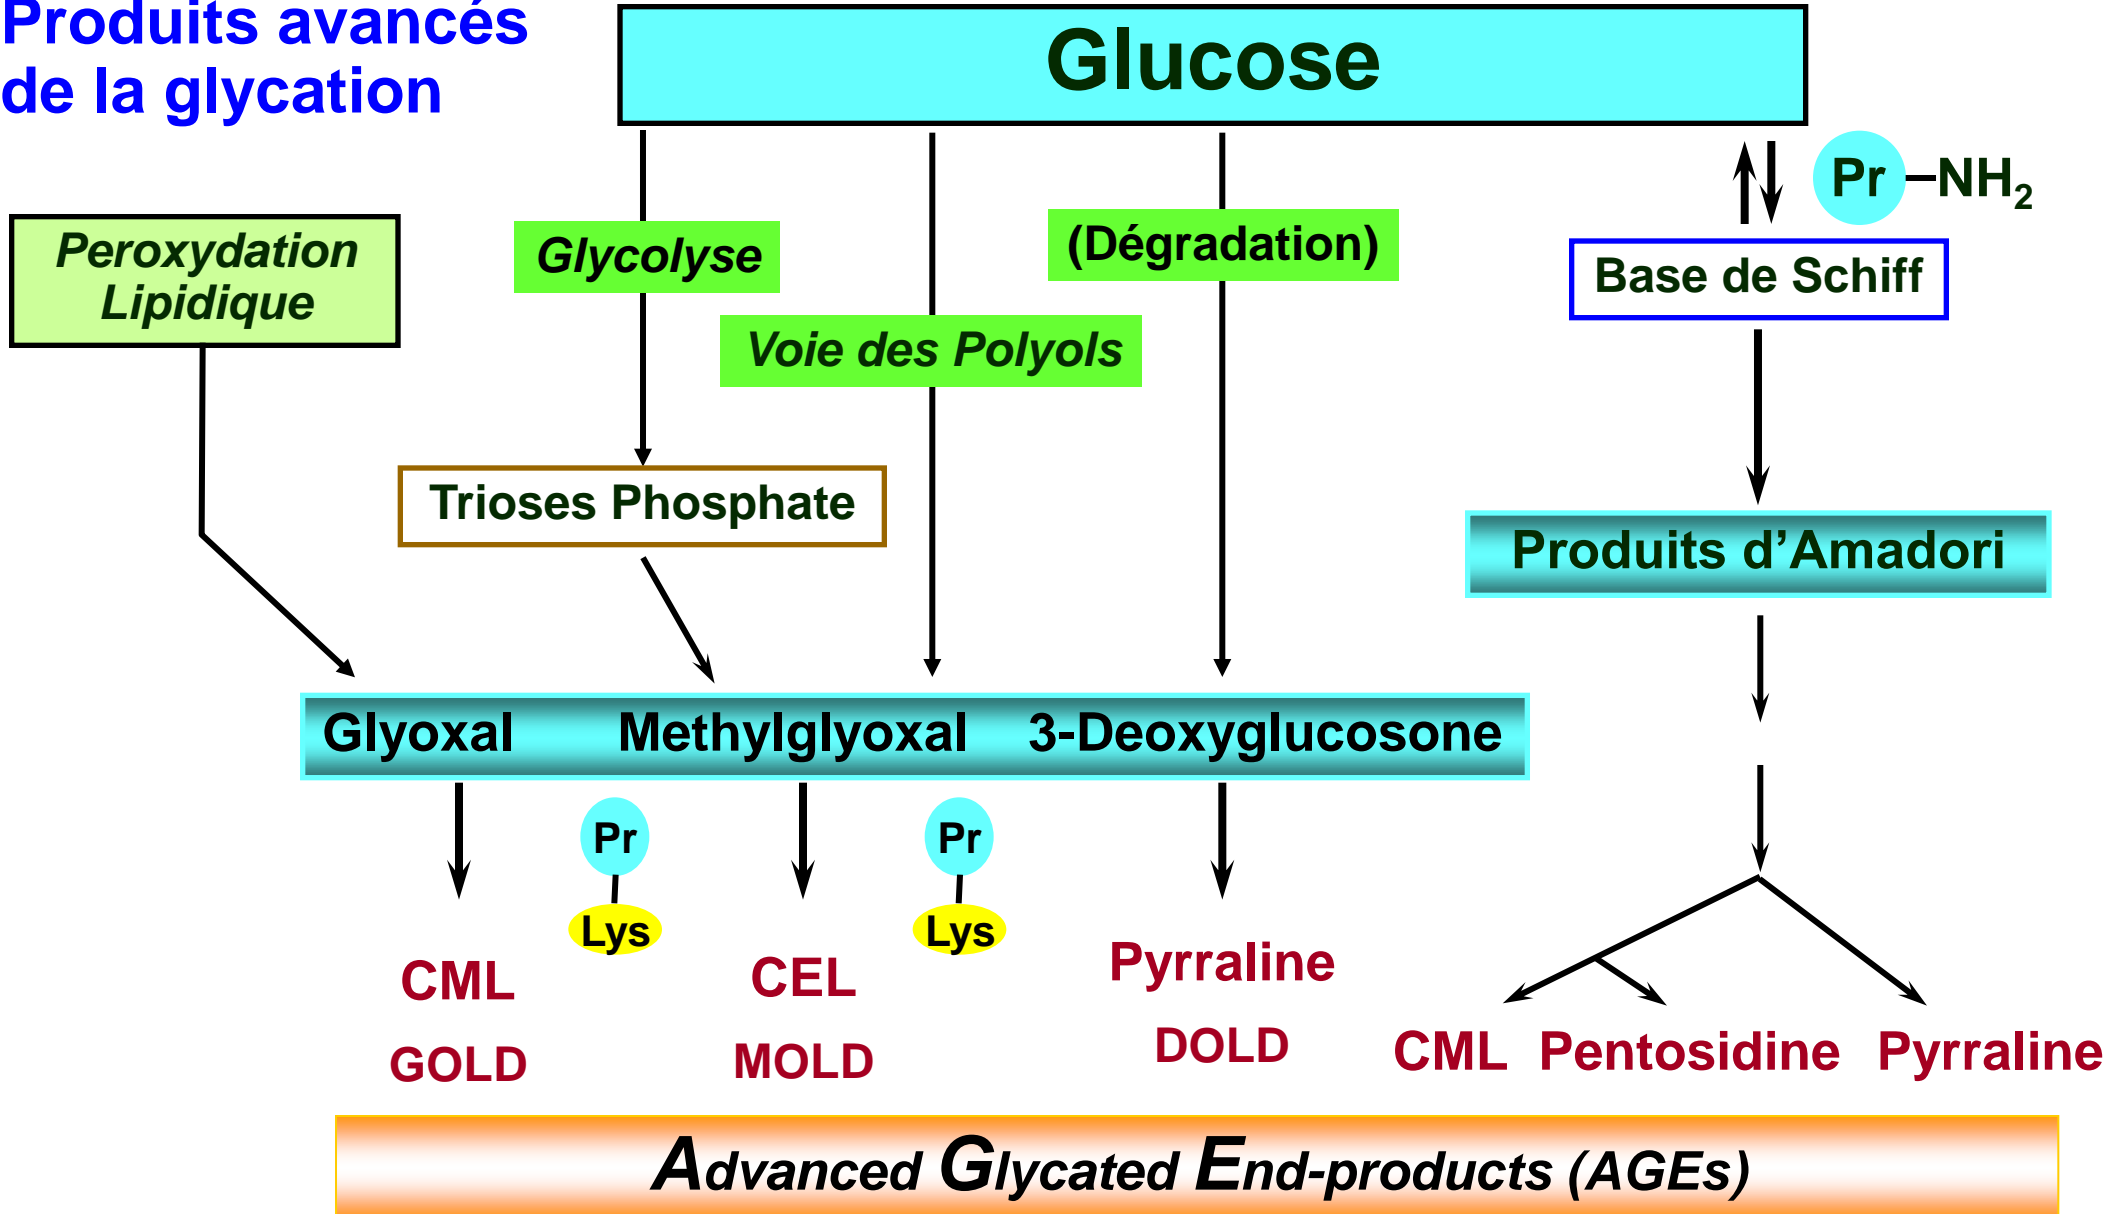 Produits avancés
de la glycation
Glucose
Pr –NH2
Peroxydation
Lipidique
Glycolyse
(Dégradation)
Base de Schiff
Voie des Polyols
Trioses Phosphate
Produits d’Amadori
Glyoxal Methylglyoxal 3-Deoxyglucosone
Pr
Lys
Pr
Lys
CML
GOLD
CEL
MOLD
Pyrraline
DOLD
CML Pentosidine Pyrraline
Advanced Glycated End-products (AGEs)